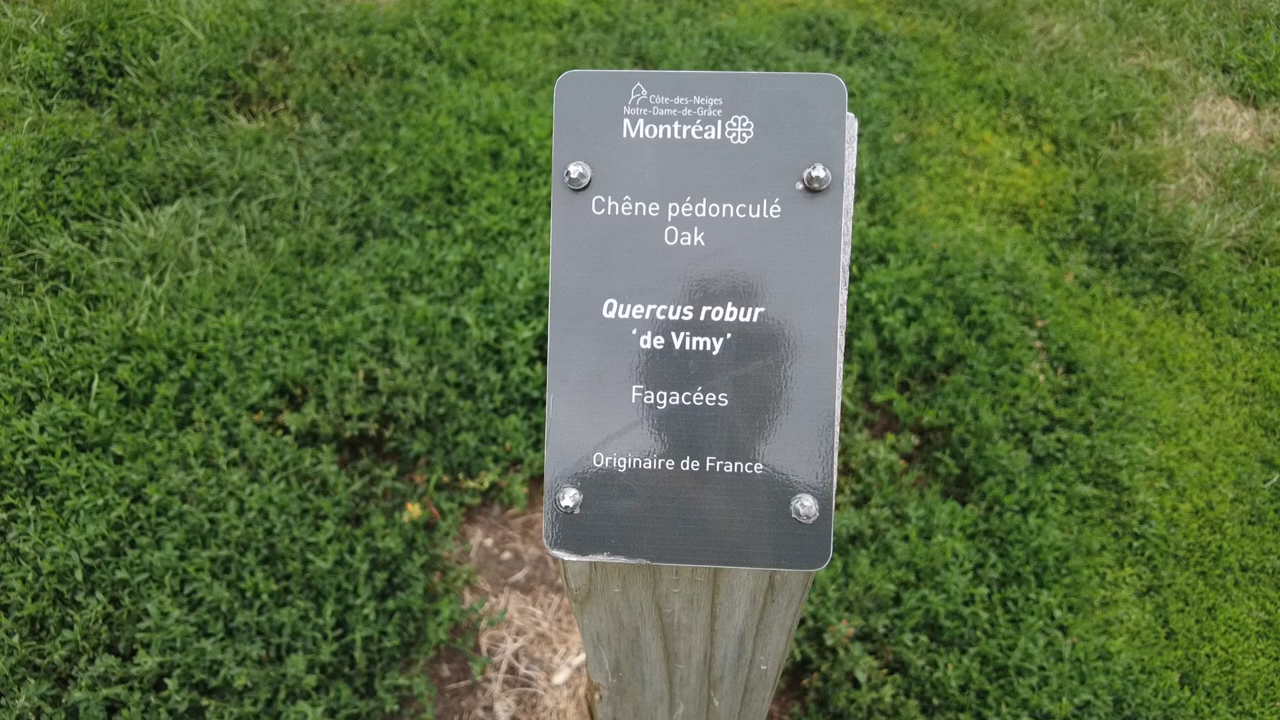 Côte-des-Neiges
Notre-Dame-de-Grâce
Montréal
Chêne pédonculé
Oak
Quercus robur
‘de Vimy’
Fagacées
Originaire de France